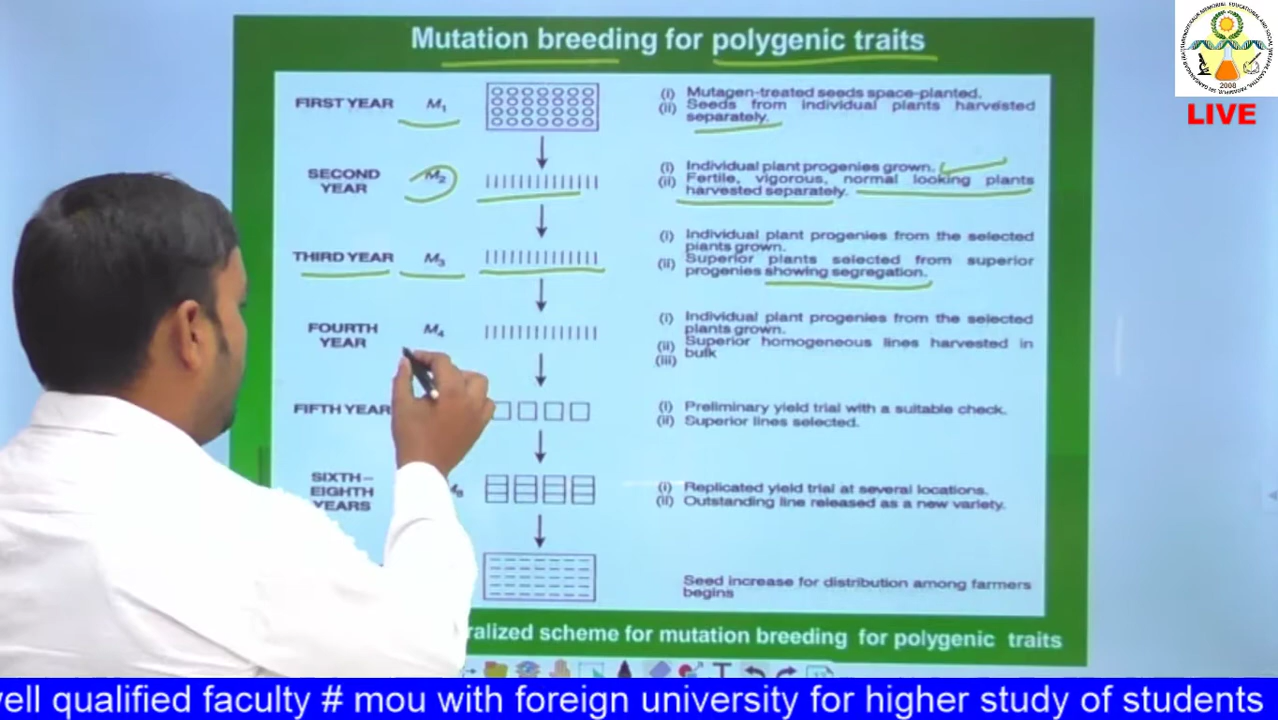 Mutation breeding for polygenic traits
FIRST YEAR M1
(i) Mutagen-treated seeds space-planted.
(ii) Seeds from individual plants harvested
separately.
SECOND
YEAR
M2
(i) Individual plant progenies grown.
(ii) Fertile, vigorous, normal looking plants
harvested separately.
THIRD YEAR M3
(i) Individual plant progenies from the selected
plants grown.
(ii) Superior plants selected from superior
progenies showing segregation.
FOURTH
YEAR
M4
(i) Individual plant progenies from the selected
plants grown.
(ii) Superior homogeneous lines harvested in
(iii) bulk
FIFTH YEAR
(i) Preliminary yield trial with a suitable check.
(ii) Superior lines selected.
SIXTH–
EIGHTH
YEARS
(i) Replicated yield trial at several locations.
(ii) Outstanding line released as a new variety.
Seed increase for distribution among farmers
begins
ralized scheme for mutation breeding for polygenic traits
2008
LIVE
well qualified faculty # mou with foreign university for higher study of students